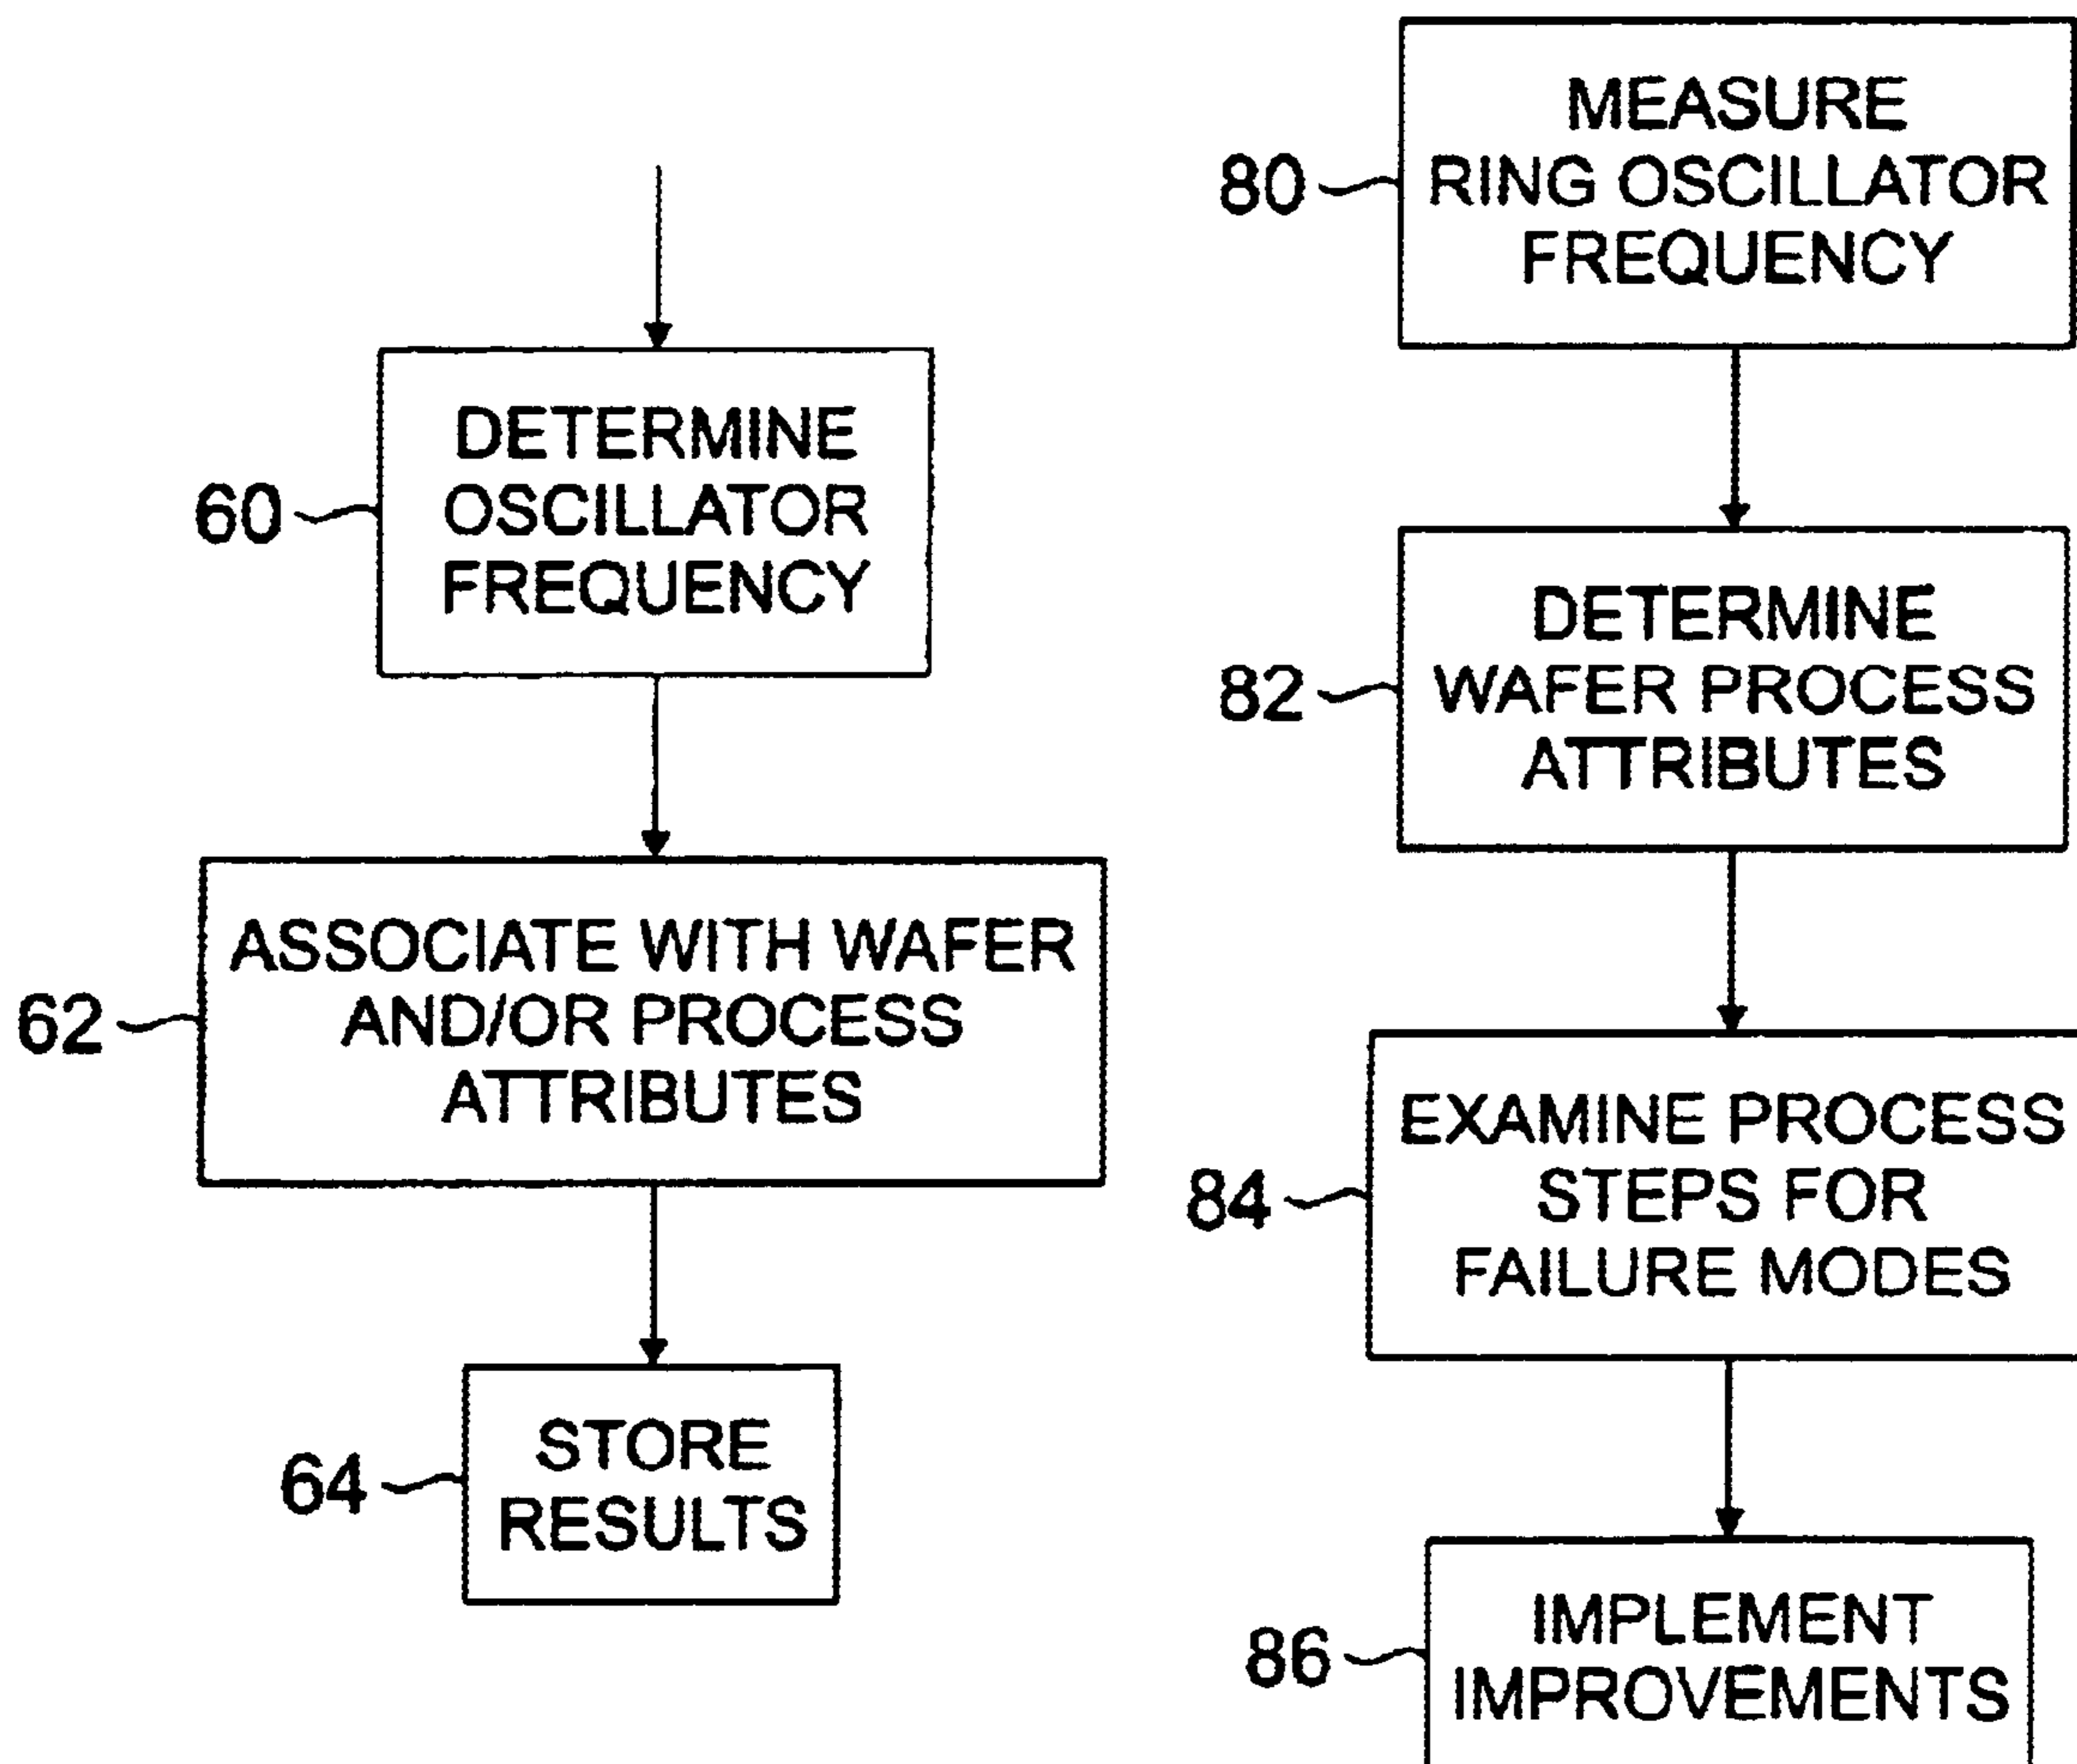 60
DETERMINE
OSCILLATOR
FREQUENCY
62
ASSOCIATE WITH WAFER
AND/OR PROCESS
ATTRIBUTES
64
STORE
RESULTS
80
MEASURE
RING OSCILLATOR
FREQUENCY
82
DETERMINE
WAFER PROCESS
ATTRIBUTES
84
EXAMINE PROCESS
STEPS FOR
FAILURE MODES
86
IMPLEMENT
IMPROVEMENTS